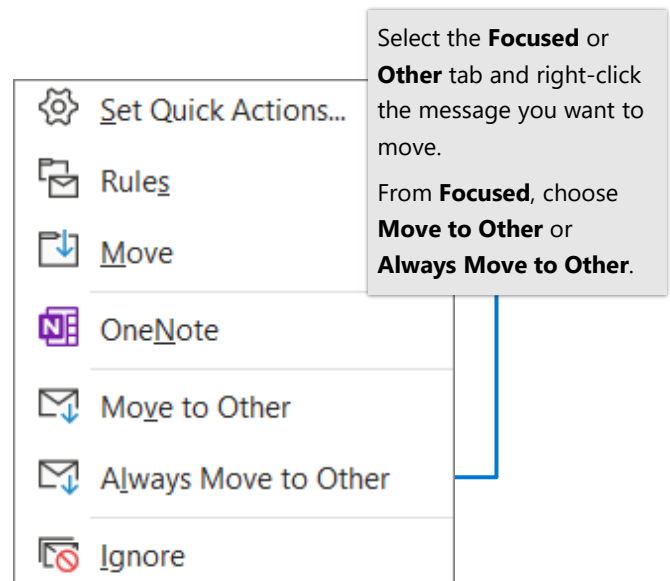 Select the Focused or
Other tab and right-click
the message you want to
move.
From Focused, choose
Move to Other or
Always Move to Other.
Set Quick Actions...
Rules
Move
OneNote
Move to Other
Always Move to Other
Ignore